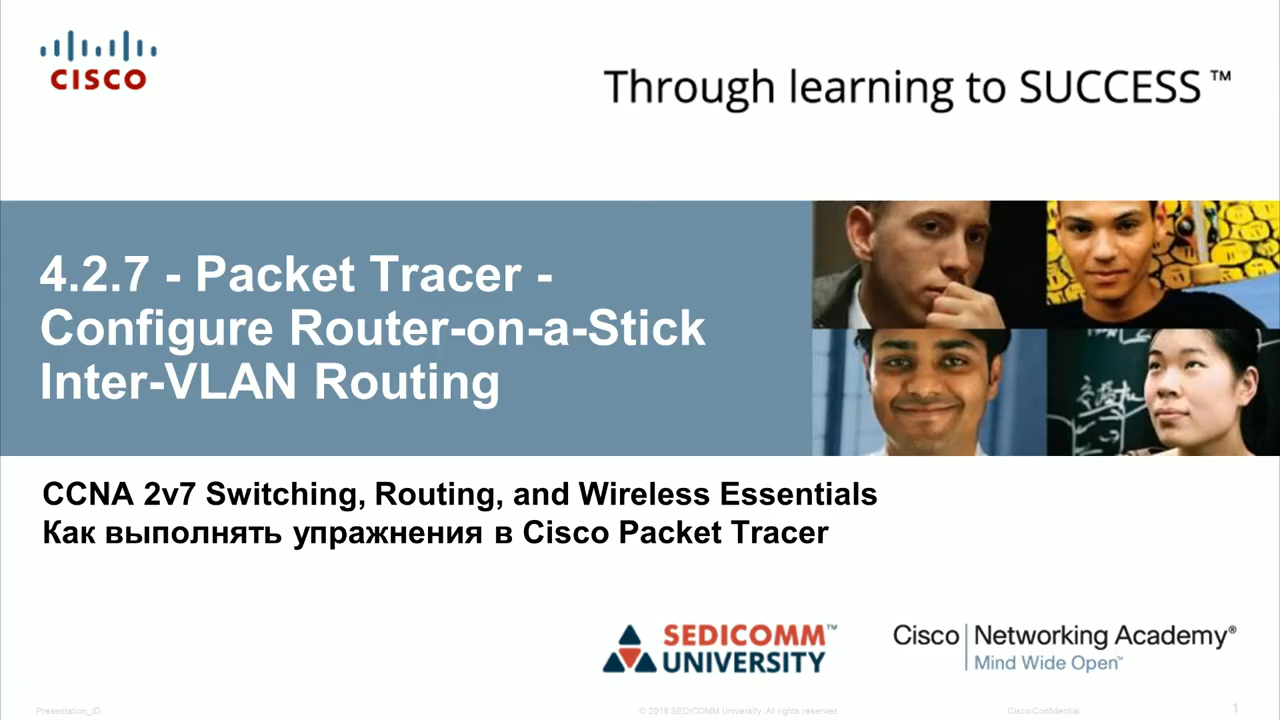 CISCO
Through learning to SUCCESS™
4.2.7 - Packet Tracer -
Configure Router-on-a-Stick
Inter-VLAN Routing
CCNA 2v7 Switching, Routing, and Wireless Essentials
Как выполнять упражнения в Cisco Packet Tracer
SEDICOMM™
UNIVERSITY
Cisco Networking Academy®
Mind Wide Open™
Presentation_ID
© 2018 SEDICOMM University. All rights reserved.
Cisco Confidential
1